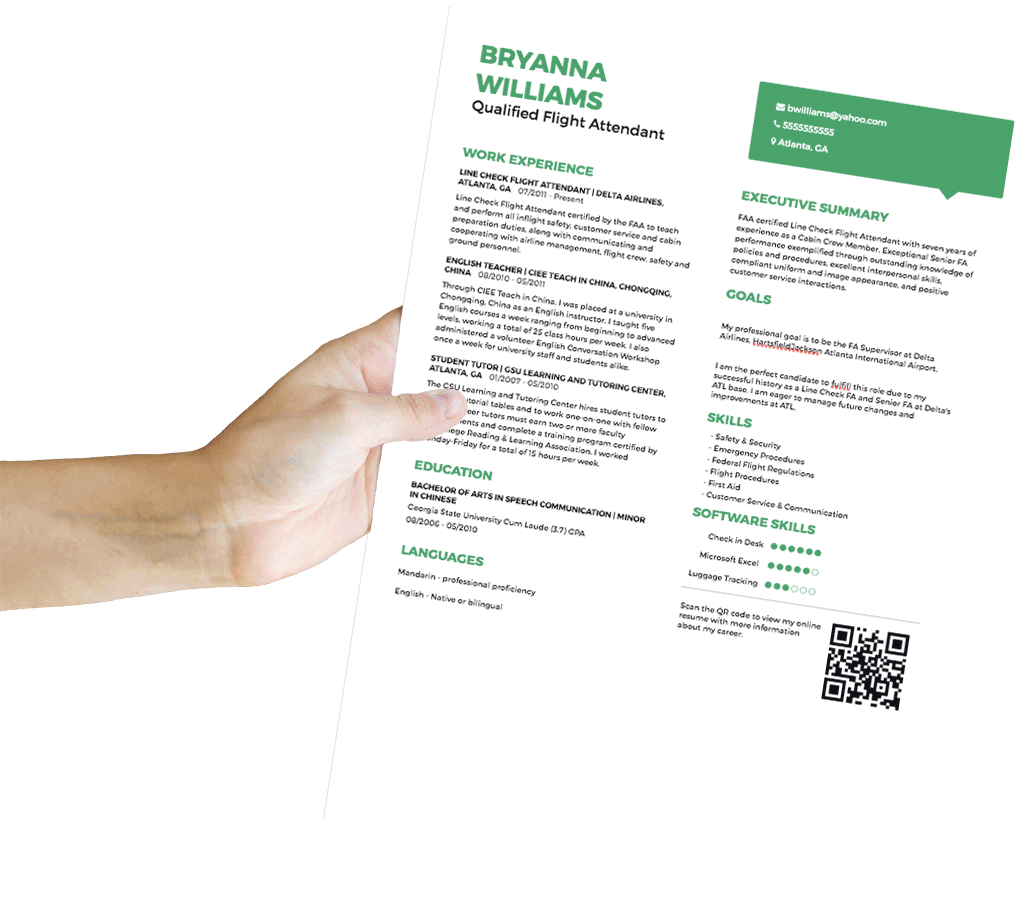 BRYANNA
WILLIAMS
Qualified Flight Attendant
WORK EXPERIENCE
LINE CHECK FLIGHT ATTENDANT | DELTA AIRLINES,
ATLANTA, GA 07/2011 - Present
Line Check Flight Attendant certified by the FAA to teach
and perform all inflight safety, customer service and cabin
preparation duties, along with communicating and
cooperating with airline management, flight crew, safety and
ground personnel.
ENGLISH TEACHER | CIEE TEACH IN CHINA, CHONGQING,
CHINA 08/2010 - 05/2011
Through CIEE Teach in China, I was placed at a university in
Chongqing, China as an English instructor. I taught five
English courses a week ranging from beginning to advanced
levels, working a total of 25 class hours per week. I also
administered a volunteer English Conversation Workshop
once a week for university staff and students alike.
STUDENT TUTOR | GSU LEARNING AND TUTORING CENTER,
ATLANTA, GA 01/2007 - 05/2010
The GSU Learning and Tutoring Center hires student tutors to
torial tables and to work one-on-one with fellow
eer tutors must earn two or more faculty
ents and complete a training program certified by
lege Reading & Learning Association. I worked
nday-Friday for a total of 15 hours per week.
EDUCATION
BACHELOR OF ARTS IN SPEECH COMMUNICATION | MINOR
IN CHINESE
Georgia State University Cum Laude (3.7) GPA
08/2006 - 05/2010
LANGUAGES
Mandarin - professional proficiency
English - Native or bilingual
bwilliams@yahoo.com
5555555555
Atlanta, GA
EXECUTIVE SUMMARY
FAA certified Line Check Flight Attendant with seven years of
experience as a Cabin Crew Member. Exceptional Senior FA
performance exemplified through outstanding knowledge of
policies and procedures, excellent interpersonal skills,
compliant uniform and image appearance, and positive
customer service interactions.
GOALS
My professional goal is to be the FA Supervisor at Delta
Airlines, HartsfieldJackson Atlanta International Airport.
I am the perfect candidate to fulfill this role due to my
successful history as a Line Check FA and Senior FA at Delta's
ATL base. I am eager to manage future changes and
improvements at ATL.
SKILLS
- Safety & Security
- Emergency Procedures
- Federal Flight Regulations
- Flight Procedures
- First Aid
- Customer Service & Communication
SOFTWARE SKILLS
Check in Desk
Microsoft Excel
Luggage Tracking
Scan the QR code to view my online
resume with more information
about my career.